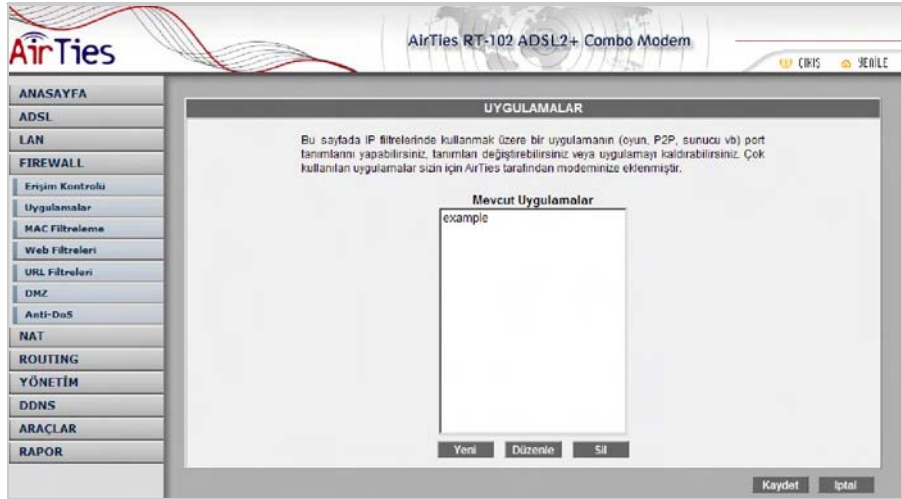 AirTies
AirTies RT-102 ADSL2+ Combo Modem
ÇIKIŞ
YENİLE
ANASAYFA
ADSL
LAN
FIREWALL
Erişim Kontrolü
Uygulamalar
MAC Filtreleme
Web Filtreleri
URL Filtreleri
DMZ
Anti-DoS
NAT
ROUTING
YÖNETİM
DDNS
ARAÇLAR
RAPOR
UYGULAMALAR
Bu sayfada IP filtrelerinde kullanmak üzere bir uygulamanın (oyun, P2P, sunucu vb) port
tanımlarını yapabilirsiniz, tanımları değiştirebilirsiniz veya uygulamayı kaldırabilirsiniz. Çok
kullanılan uygulamalar sizin için AirTies tarafından modeminize eklenmiştir.
Mevcut Uygulamalar
example
Yeni
Düzenle
Sil
Kaydet
Iptal